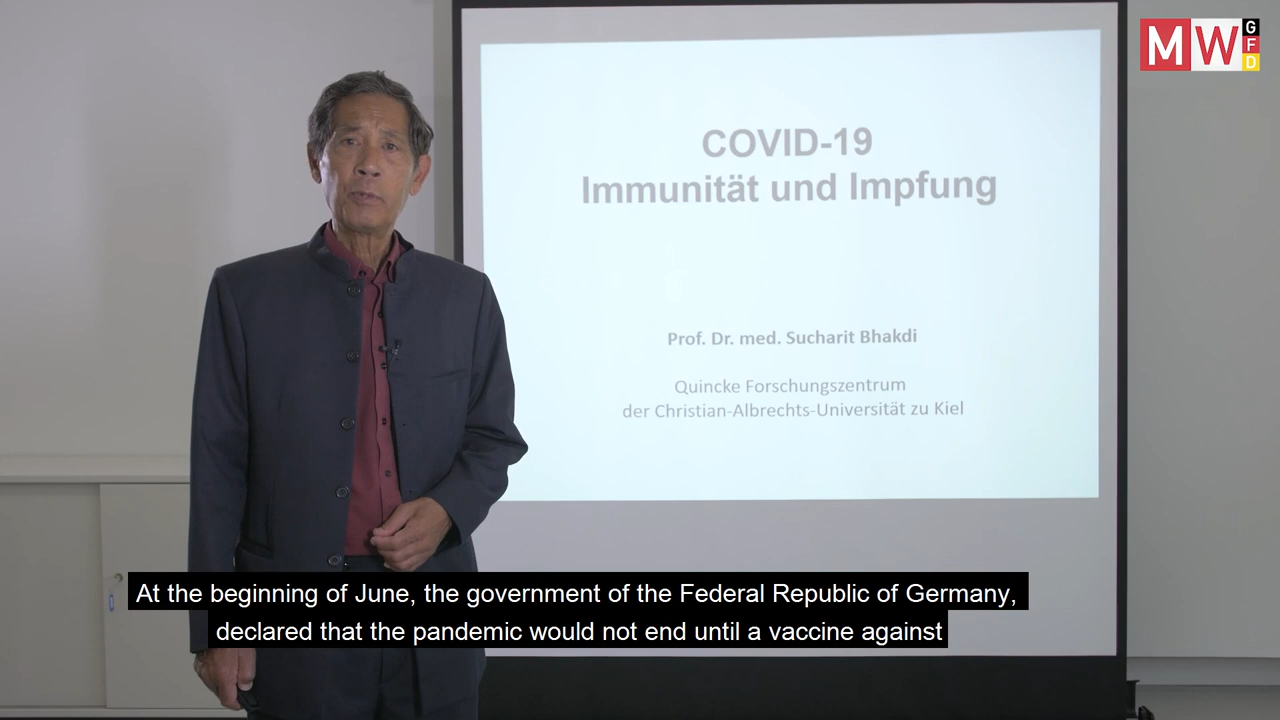 MWGFD
COVID-19
Immunität und Impfung
Prof. Dr. med. Sucharit Bhakdi
Quincke Forschungszentrum
der Christian-Albrechts-Universität zu Kiel
At the beginning of June, the government of the Federal Republic of Germany,
declared that the pandemic would not end until a vaccine against